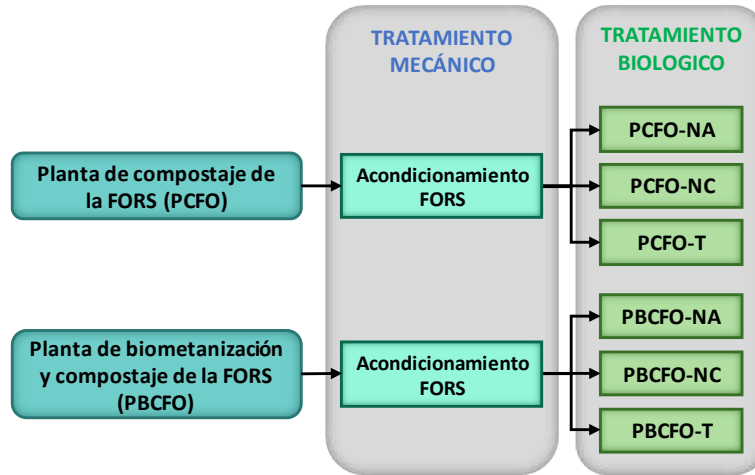 TRATAMIENTO
MECÁNICO
TRATAMIENTO
BIOLOGICO
Planta de compostaje de
la FORS (PCFO)
Acondicionamiento
FORS
PCFO-NA
PCFO-NC
PCFO-T
Planta de biometanización
y compostaje de la FORS
(PBCFO)
Acondicionamiento
FORS
PBCFO-NA
PBCFO-NC
PBCFO-T